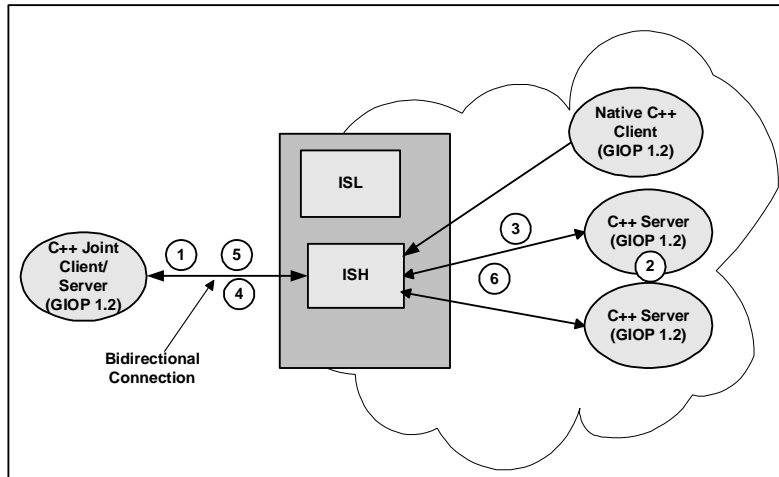 Native C++
Client
(GIOP 1.2)
ISL
C++ Server
(GIOP 1.2)
3
C++ Joint
Client/
Server
(GIOP 1.2)
1
5
4
ISH
2
6
C++ Server
(GIOP 1.2)
Bidirectional
Connection